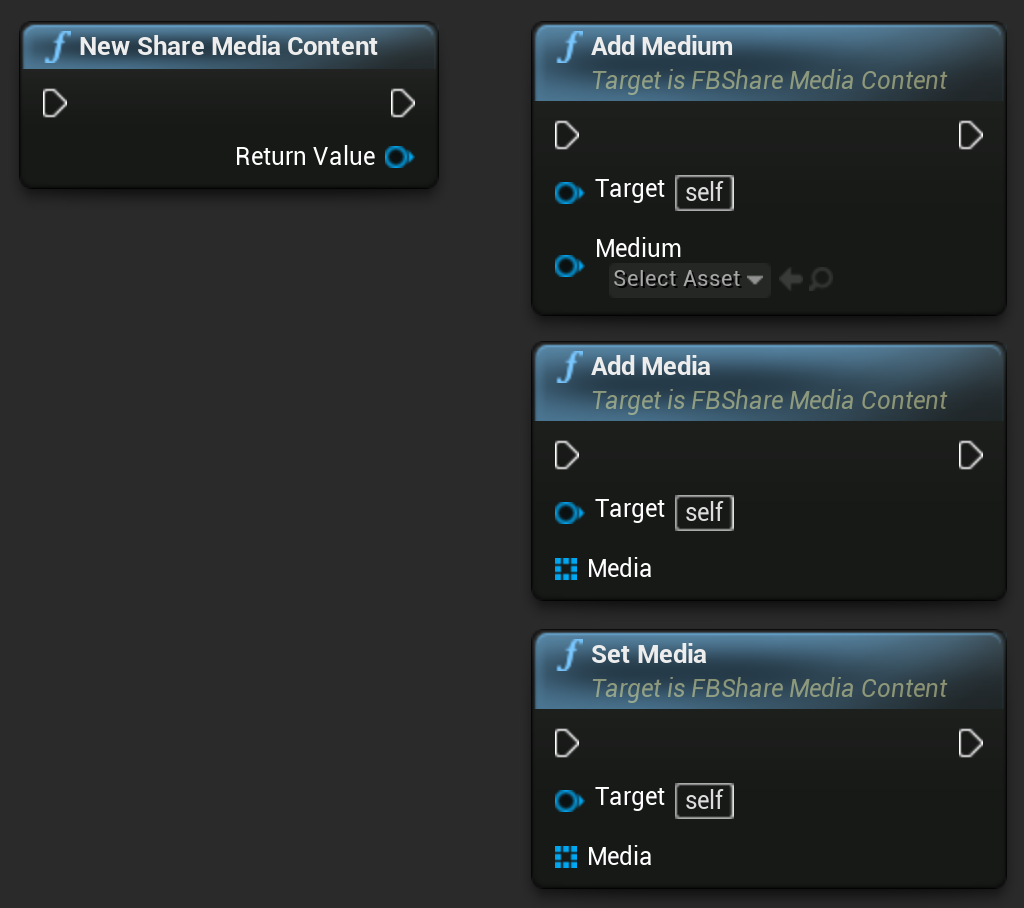 New Share Media Content
Return Value
Add Medium
Target is FBShare Media Content
Target self
Medium
Select Asset
Add Media
Target is FBShare Media Content
Target self
Media
Set Media
Target is FBShare Media Content
Target self
Media